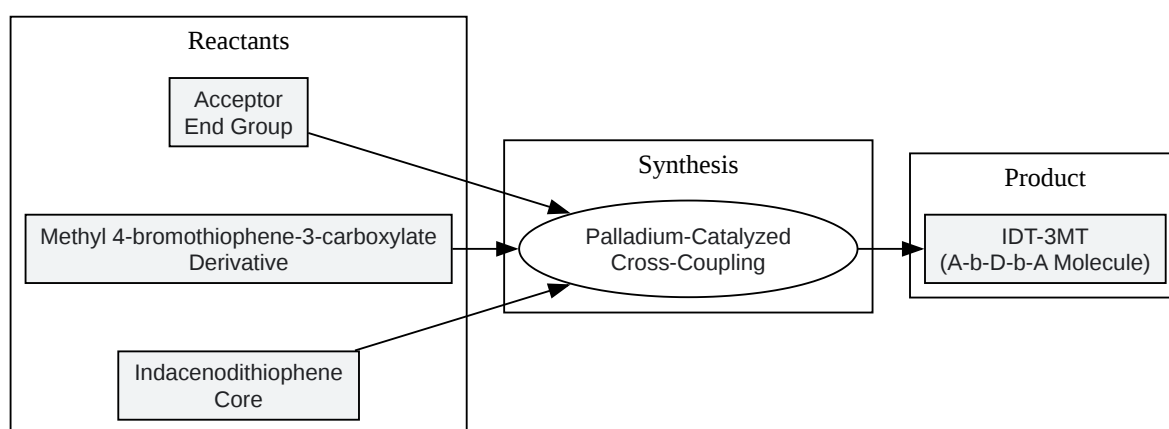 Reactants
Acceptor
End Group
Methyl 4-bromothiophene-3-carboxylate
Derivative
Indacenodithiophene
Core
Synthesis
Palladium-Catalyzed
Cross-Coupling
Product
IDT-3MT
(A-b-D-b-A Molecule)